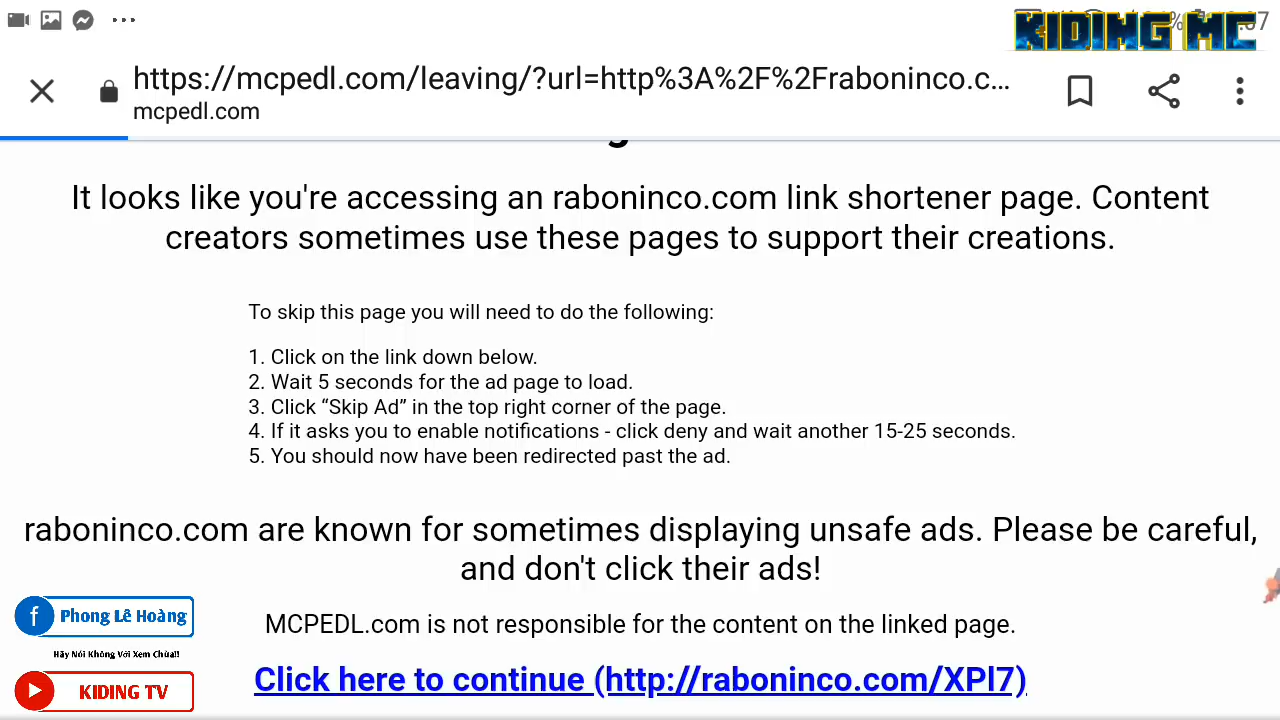 KIDING MC
https://mcpedl.com/leaving/?url=http%3A%2F%2Fraboninco.c...
mcpedl.com
It looks like you're accessing an raboninco.com link shortener page. Content
creators sometimes use these pages to support their creations.
To skip this page you will need to do the following:
1. Click on the link down below.
2. Wait 5 seconds for the ad page to load.
3. Click “Skip Ad” in the top right corner of the page.
4. If it asks you to enable notifications - click deny and wait another 15-25 seconds.
5. You should now have been redirected past the ad.
raboninco.com are known for sometimes displaying unsafe ads. Please be careful,
and don't click their ads!
f Phong Lê Hoàng
MCPEDL.com is not responsible for the content on the linked page.
Hãy Nói Không Với Xem Chùa!!
Click here to continue (http://raboninco.com/XPl7)
KIDING TV